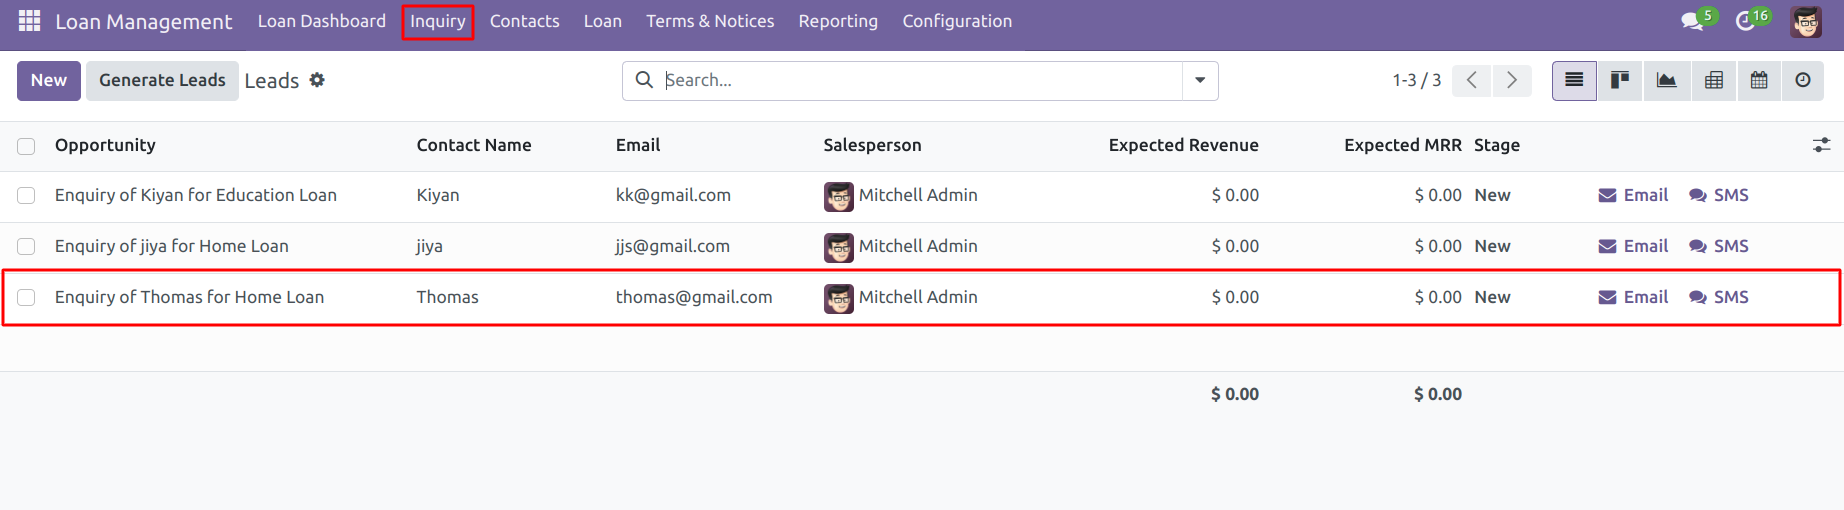 Loan Management Loan Dashboard Inquiry Contacts Loan Terms & Notices Reporting Configuration 5 16
New Generate Leads Leads Search... 1-3 / 3
Opportunity Contact Name Email Salesperson Expected Revenue Expected MRR Stage
Enquiry of Kiyan for Education Loan Kiyan kk@gmail.com Mitchell Admin $ 0.00 $ 0.00 New Email SMS
Enquiry of jiya for Home Loan jiya jjs@gmail.com Mitchell Admin $ 0.00 $ 0.00 New Email SMS
Enquiry of Thomas for Home Loan Thomas thomas@gmail.com Mitchell Admin $ 0.00 $ 0.00 New Email SMS
$ 0.00 $ 0.00